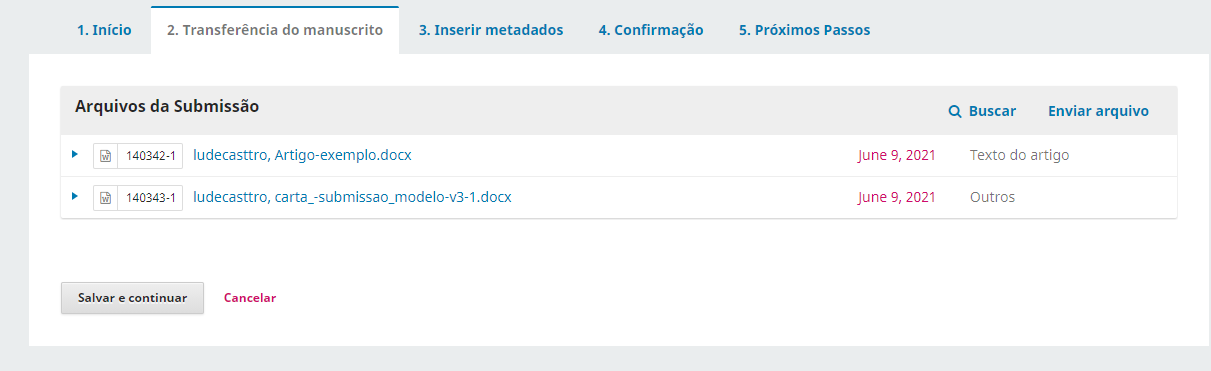 1. Início 2. Transferência do manuscrito 3. Inserir metadados 4. Confirmação 5. Próximos Passos
Arquivos da Submissão Buscar Enviar arquivo
W 140342-1 ludecasttro, Artigo-exemplo.docx June 9, 2021 Texto do artigo
W 140343-1 ludecasttro, carta_-submissao_modelo-v3-1.docx June 9, 2021 Outros
Salvar e continuar Cancelar